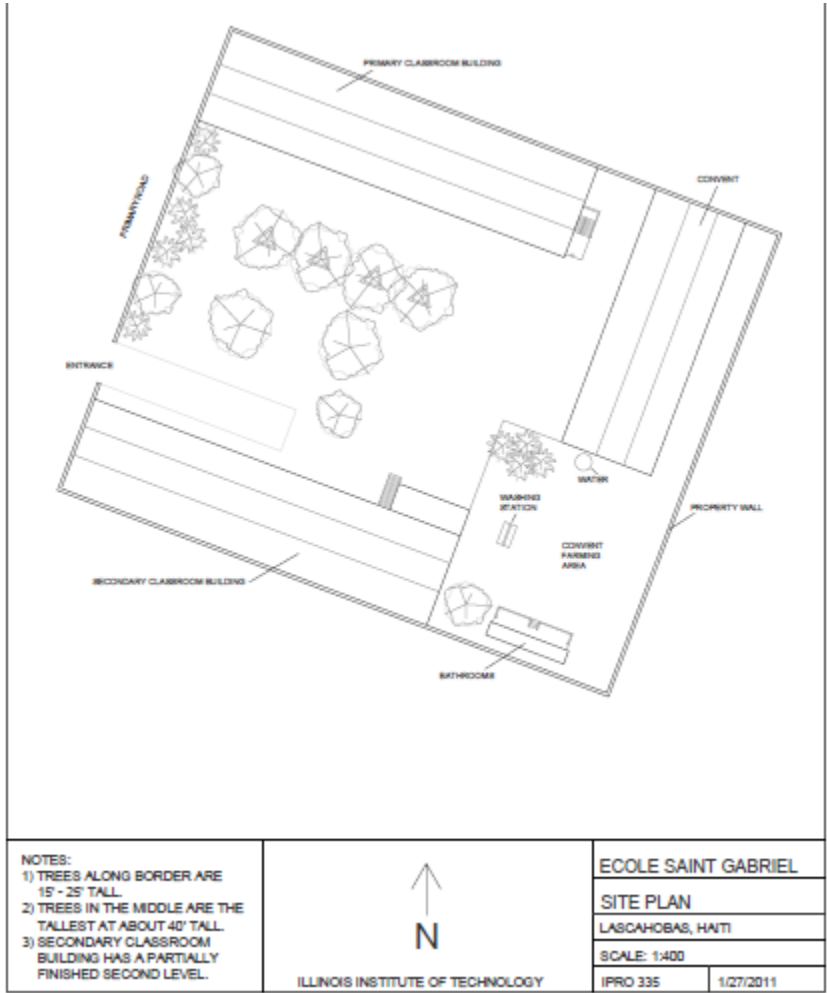 PRIMARY CLASSROOM BUILDING
CONVENT
PRIMARY ROAD
ENTRANCE
WATER
WASHING
STATION
PROPERTY WALL
CONVENT
FARMING
AREA
SECONDARY CLASSROOM BUILDING
BATHROOMS
NOTES:
1) TREES ALONG BORDER ARE
15' - 25' TALL.
2) TREES IN THE MIDDLE ARE THE
TALLEST AT ABOUT 40' TALL.
3) SECONDARY CLASSROOM
BUILDING HAS A PARTIALLY
FINISHED SECOND LEVEL.
N
ILLINOIS INSTITUTE OF TECHNOLOGY
ECOLE SAINT GABRIEL
SITE PLAN
LASCAHOBAS, HAITI
SCALE: 1:400
IPRO 335
1/27/2011